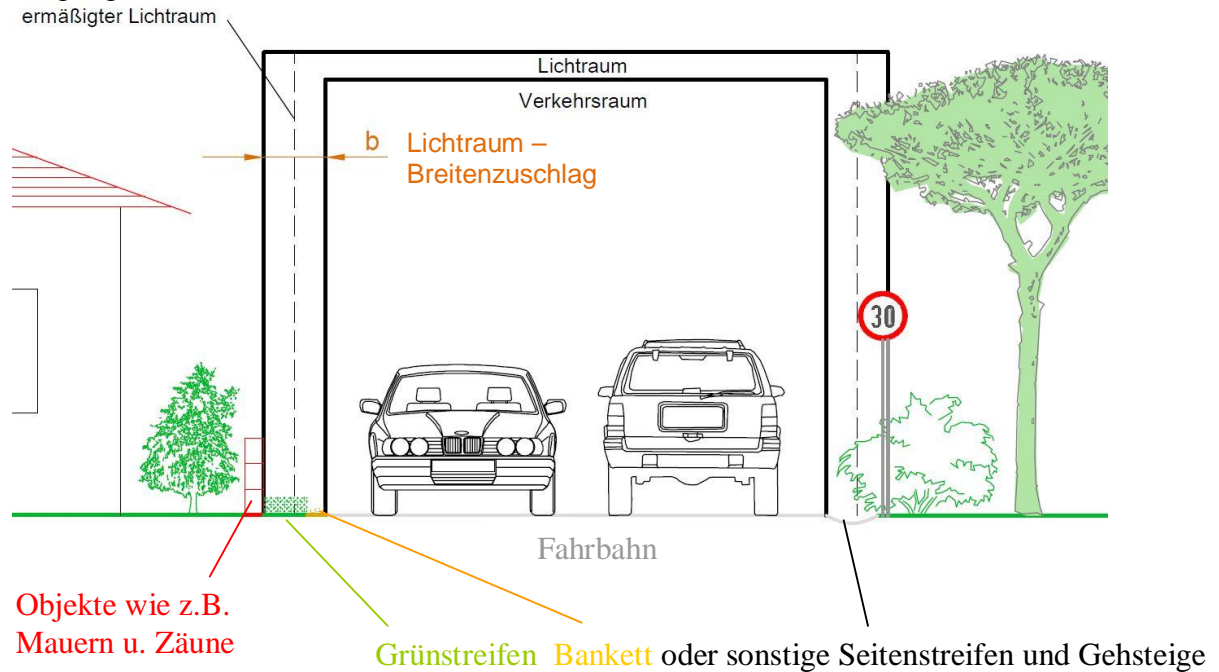 ermäßigter Lichtraum
Lichtraum
Verkehrsraum
b Lichtraum –
Breitenzuschlag
30
Fahrbahn
Objekte wie z.B.
Mauern u. Zäune
Grünstreifen Bankett oder sonstige Seitenstreifen und Gehsteige